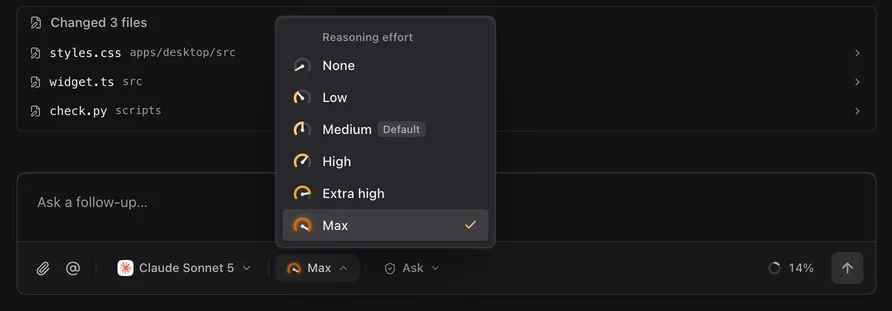 Changed 3 files
styles.css apps/desktop/src
widget.ts src
check.py scripts
Reasoning effort
None
Low
Medium Default
High
Extra high
Max
Ask a follow-up...
Claude Sonnet 5 Max Ask 14%